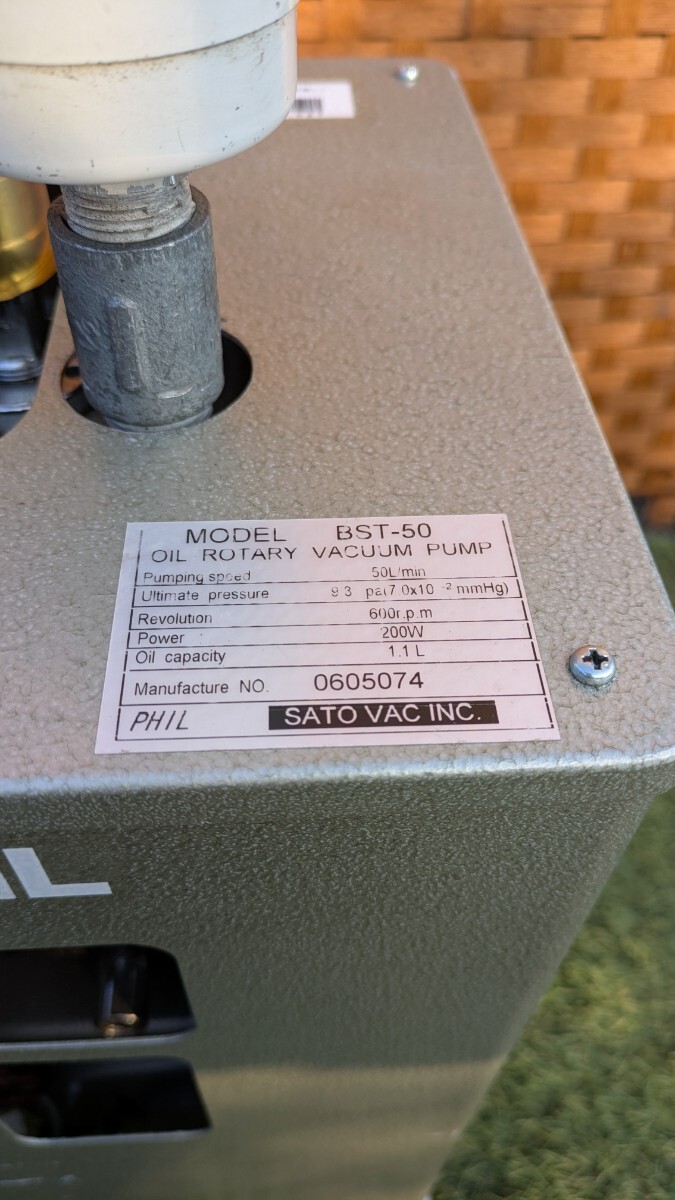 MODEL BST-50
OIL ROTARY VACUUM PUMP
Pumping speed 50L/min
Ultimate pressure 9.3 pa(7.0x10 -2 mmHg)
Revolution 600r.p.m
Power 200W
Oil capacity 1.1 L
Manufacture NO. 0605074
PHIL SATO VAC INC.
IL